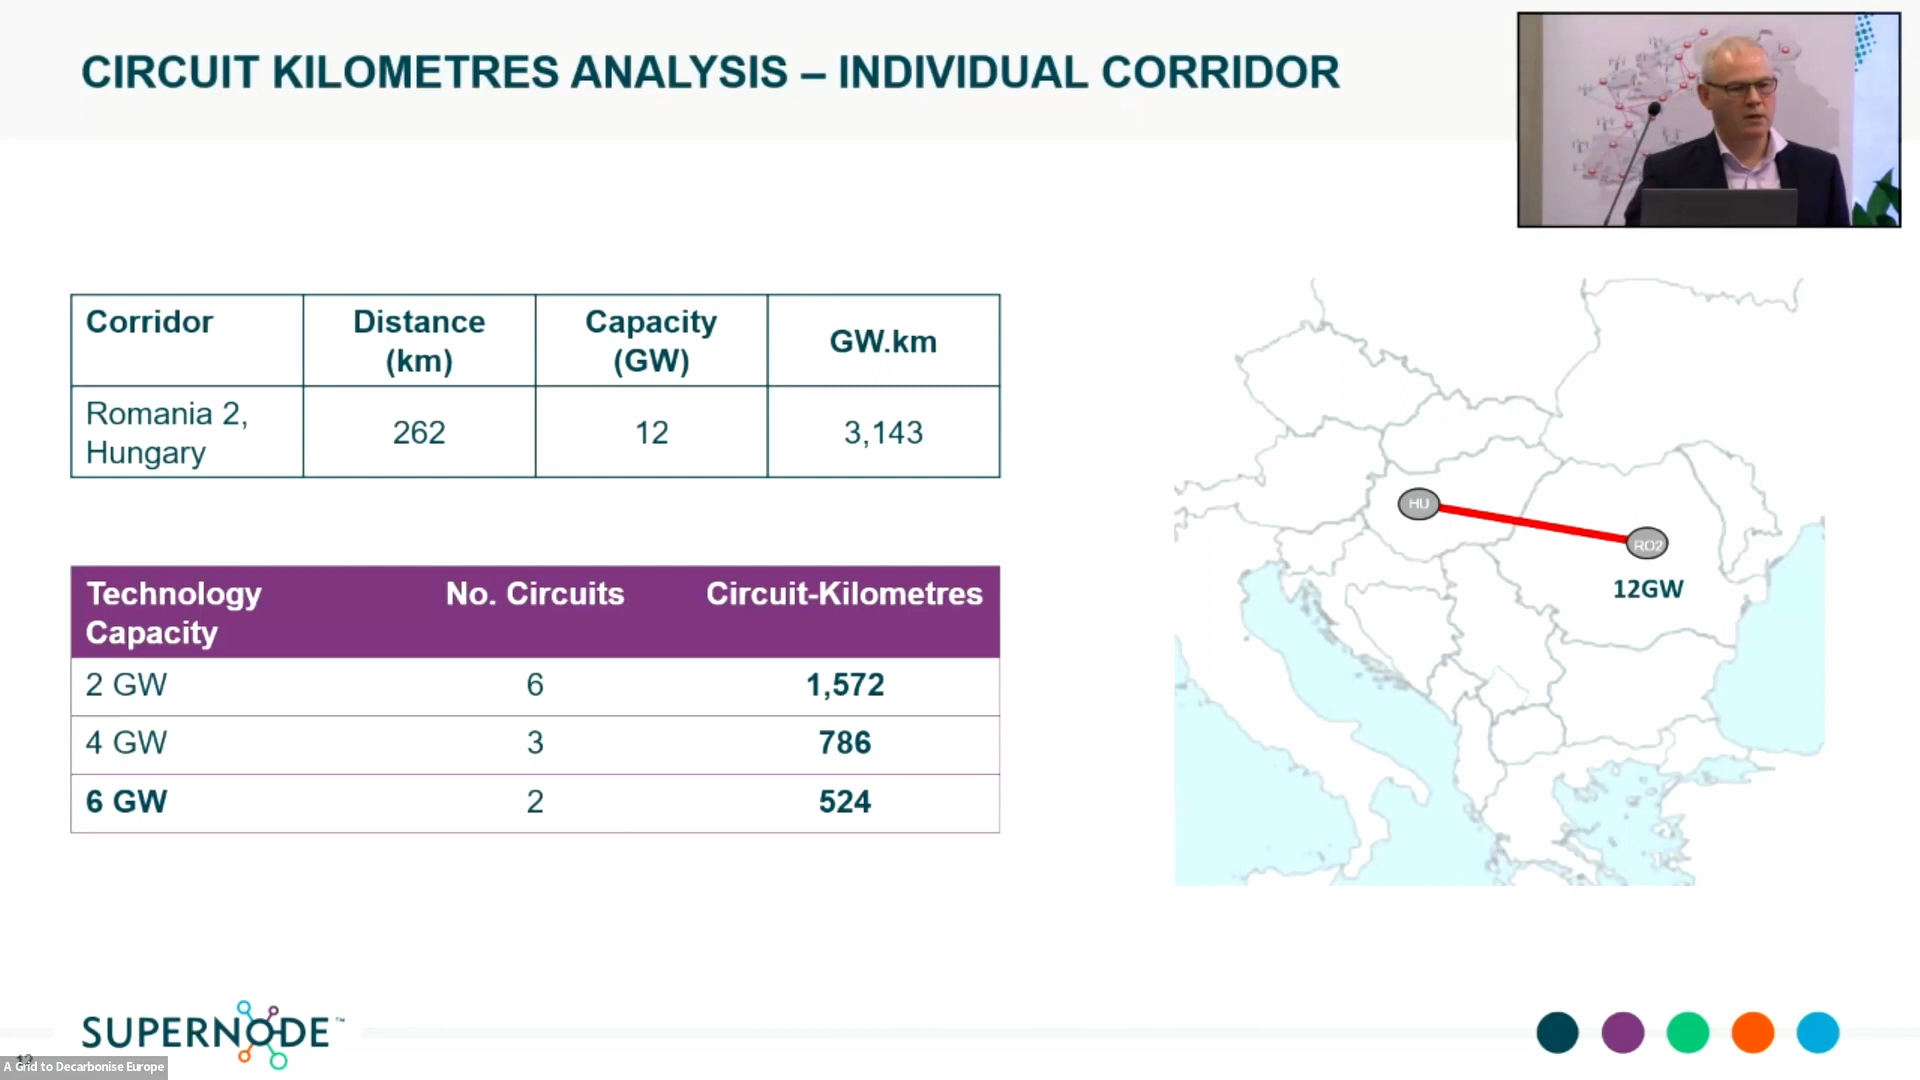 CIRCUIT KILOMETRES ANALYSIS – INDIVIDUAL CORRIDOR
Corridor
Distance
(km)
Capacity
(GW)
GW.km
Romania 2,
Hungary
262
12
3,143
Technology
Capacity
No. Circuits
Circuit-Kilometres
2 GW
6
1,572
4 GW
3
786
6 GW
2
524
HU
RO2
12GW
SUPERNODE™
A Grid to Decarbonise Europe